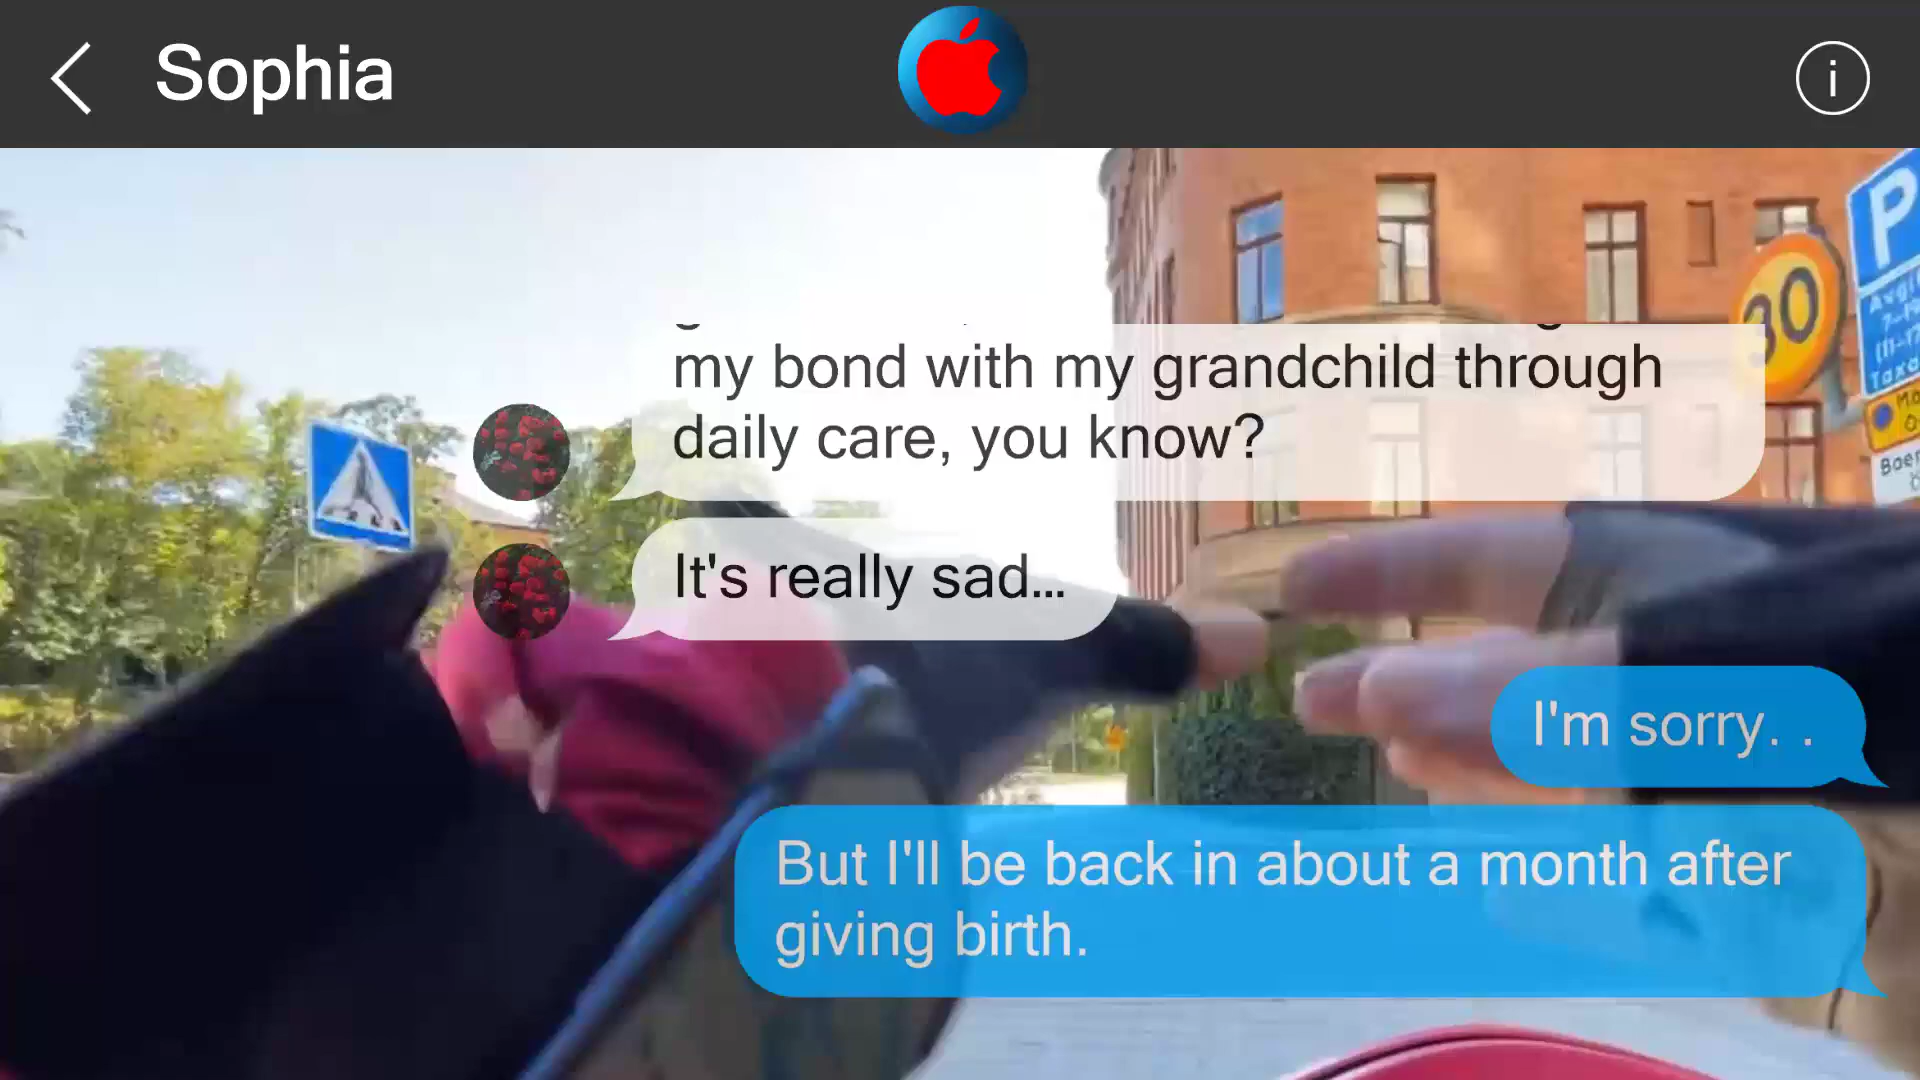 Sophia
i
my bond with my grandchild through
daily care, you know?
It's really sad...
I'm sorry. .
But I'll be back in about a month after
giving birth.
P
30